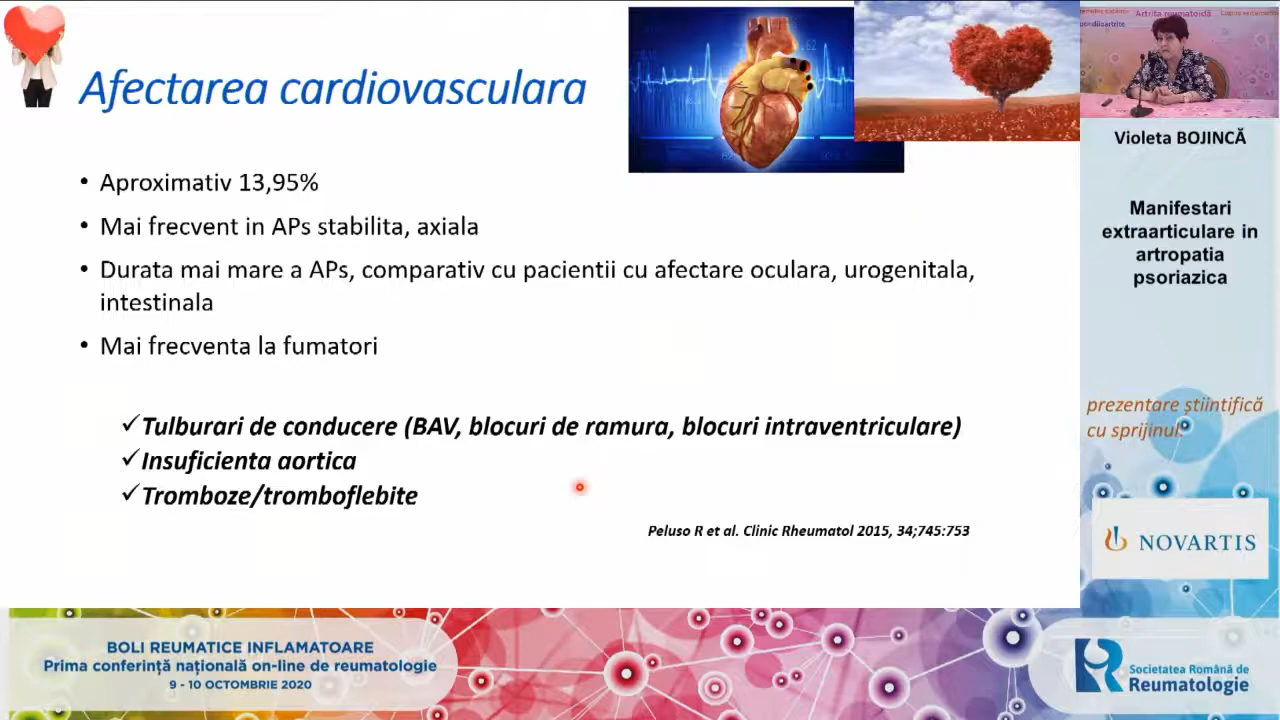 Afectarea cardiovasculara
• Aproximativ 13,95%
• Mai frecvent in APs stabilita, axiala
• Durata mai mare a APs, comparativ cu pacientii cu afectare oculara, urogenitala,
intestinala
• Mai frecventa la fumatori
✓Tulburari de conducere (BAV, blocuri de ramura, blocuri intraventriculare)
✓Insuficienta aortica
✓Tromboze/tromboflebite
Peluso R et al. Clinic Rheumatol 2015, 34;745:753
Artrita reumatoidă
Violeta BOJINCĂ
Manifestari
extraarticulare in
artropatia
psoriazica
prezentare științifică
cu sprijinul:
NOVARTIS
BOLI REUMATICE INFLAMATOARE
Prima conferință națională on-line de reumatologie
9 - 10 OCTOMBRIE 2020
Societatea Română de
Reumatologie